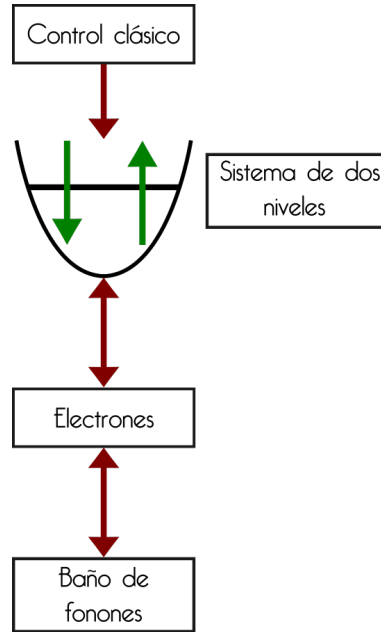 Control clásico
Sistema de dos
niveles
Electrones
Baño de
fonones